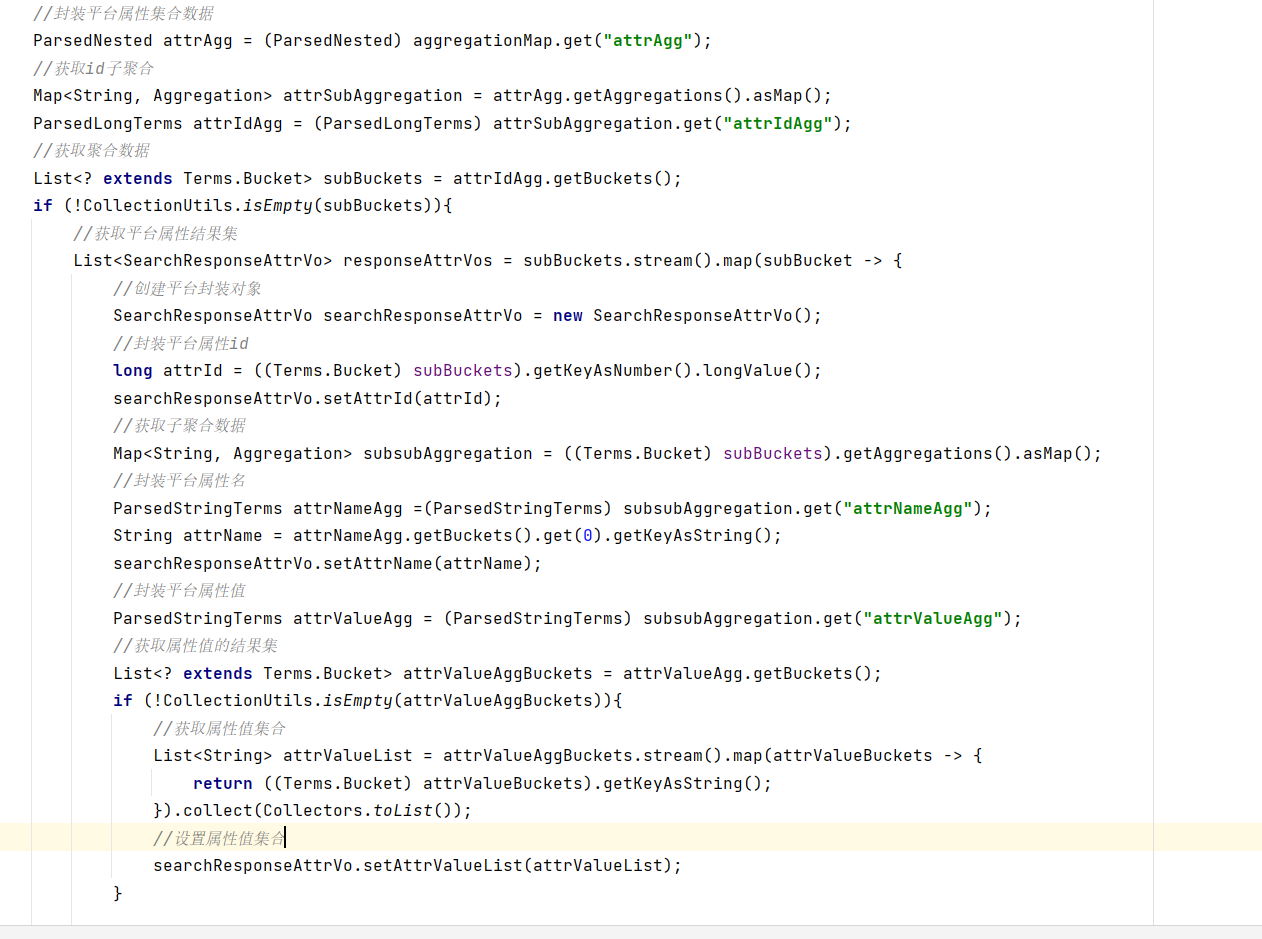 //封装平台属性集合数据
ParsedNested attrAgg = (ParsedNested) aggregationMap.get("attrAgg");
//获取id子聚合
Map<String, Aggregation> attrSubAggregation = attrAgg.getAggregations().asMap();
ParsedLongTerms attrIdAgg = (ParsedLongTerms) attrSubAggregation.get("attrIdAgg");
//获取聚合数据
List<? extends Terms.Bucket> subBuckets = attrIdAgg.getBuckets();
if (!CollectionUtils.isEmpty(subBuckets)){
//获取平台属性结果集
List<SearchResponseAttrVo> responseAttrVos = subBuckets.stream().map(subBucket -> {
//创建平台封装对象
SearchResponseAttrVo searchResponseAttrVo = new SearchResponseAttrVo();
//封装平台属性id
long attrId = ((Terms.Bucket) subBuckets).getKeyAsNumber().longValue();
searchResponseAttrVo.setAttrId(attrId);
//获取子聚合数据
Map<String, Aggregation> subsubAggregation = ((Terms.Bucket) subBuckets).getAggregations().asMap();
//封装平台属性名
ParsedStringTerms attrNameAgg =(ParsedStringTerms) subsubAggregation.get("attrNameAgg");
String attrName = attrNameAgg.getBuckets().get(0).getKeyAsString();
searchResponseAttrVo.setAttrName(attrName);
//封装平台属性值
ParsedStringTerms attrValueAgg = (ParsedStringTerms) subsubAggregation.get("attrValueAgg");
//获取属性值的结果集
List<? extends Terms.Bucket> attrValueAggBuckets = attrValueAgg.getBuckets();
if (!CollectionUtils.isEmpty(attrValueAggBuckets)){
//获取属性值集合
List<String> attrValueList = attrValueAggBuckets.stream().map(attrValueBuckets -> {
return ((Terms.Bucket) attrValueBuckets).getKeyAsString();
}).collect(Collectors.toList());
//设置属性值集合
searchResponseAttrVo.setAttrValueList(attrValueList);
}